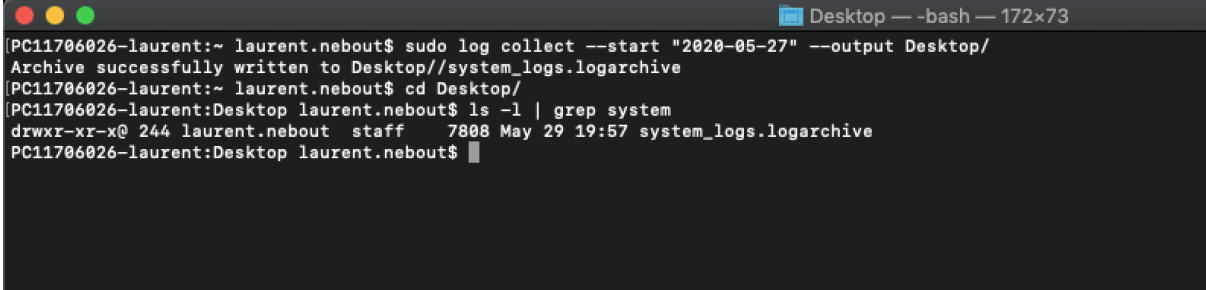 Desktop — -bash — 172×73
[PC11706026-laurent:~ laurent.nebout$ sudo log collect --start "2020-05-27" --output Desktop/
Archive successfully written to Desktop//system_logs.logarchive
[PC11706026-laurent:~ laurent.nebout$ cd Desktop/
[PC11706026-laurent:Desktop laurent.nebout$ ls -l | grep system
drwxr-xr-x@ 244 laurent.nebout  staff    7808 May 29 19:57 system_logs.logarchive
PC11706026-laurent:Desktop laurent.nebout$